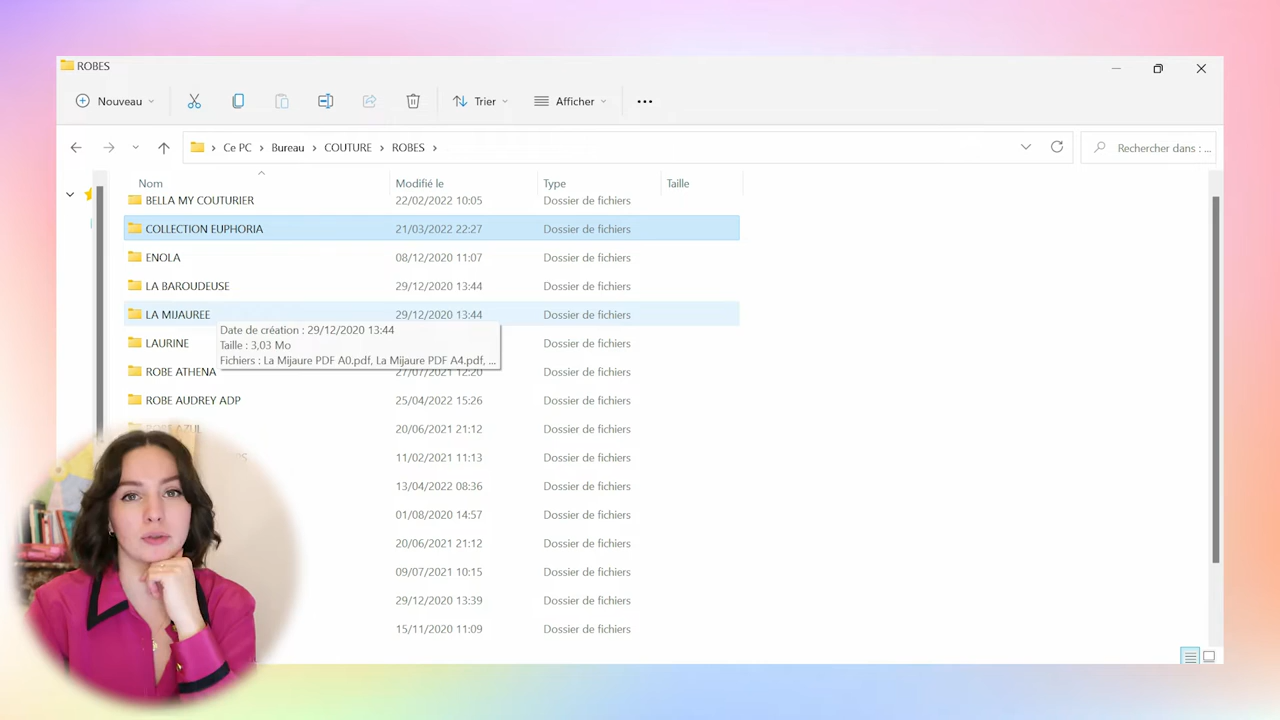 ROBES
Nouveau
Trier
Afficher
Ce PC
Bureau
COUTURE
ROBES
Rechercher dans : ...
Nom
Modifié le
Type
Taille
BELLA MY COUTURIER 22/02/2022 10:05 Dossier de fichiers
COLLECTION EUPHORIA 21/03/2022 22:27 Dossier de fichiers
ENOLA 08/12/2020 11:07 Dossier de fichiers
LA BAROUDEUSE 29/12/2020 13:44 Dossier de fichiers
LA MIJAUREE 29/12/2020 13:44 Dossier de fichiers
Date de création : 29/12/2020 13:44
Taille : 3,03 Mo
Fichiers : La Mijaure PDF A0.pdf, La Mijaure PDF A4.pdf, ...
LAURINE Dossier de fichiers
ROBE ATHENA 27/07/2021 12:20 Dossier de fichiers
ROBE AUDREY ADP 25/04/2022 15:26 Dossier de fichiers
ROBE AZUL 20/06/2021 21:12 Dossier de fichiers
11/02/2021 11:13 Dossier de fichiers
13/04/2022 08:36 Dossier de fichiers
01/08/2020 14:57 Dossier de fichiers
20/06/2021 21:12 Dossier de fichiers
09/07/2021 10:15 Dossier de fichiers
29/12/2020 13:39 Dossier de fichiers
15/11/2020 11:09 Dossier de fichiers